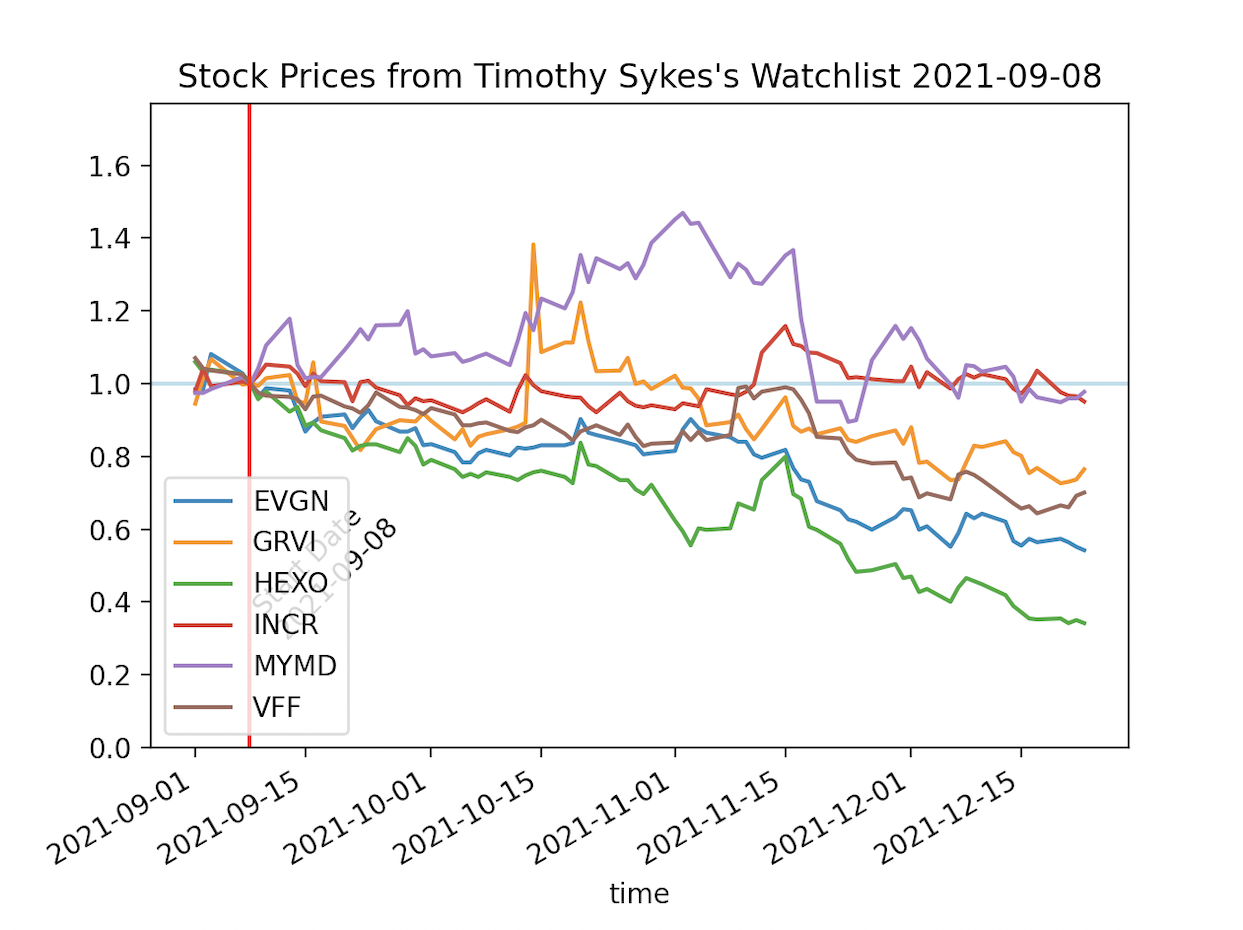 Stock Prices from Timothy Sykes's Watchlist 2021-09-08
1.6
1.4
1.2
1.0
0.8
0.6
0.4
0.2
0.0
EVGN
GRVI
HEXO
INCR
MYMD
VFF
Start Date
2021-09-08
2021-09-01
2021-09-15
2021-10-01
2021-10-15
2021-11-01
2021-11-15
2021-12-01
2021-12-15
time